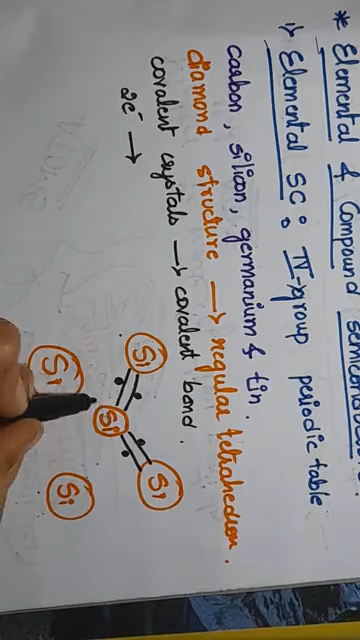 * Elemental & Compound
1) Elemental SC : IV-group periodic table
carbon, silicon, germanium & tin.
diamond structure → regular tetrahedron.
covalent crystals → covalent bond.
2e⁻ →
Si
Si
Si
Si
Si